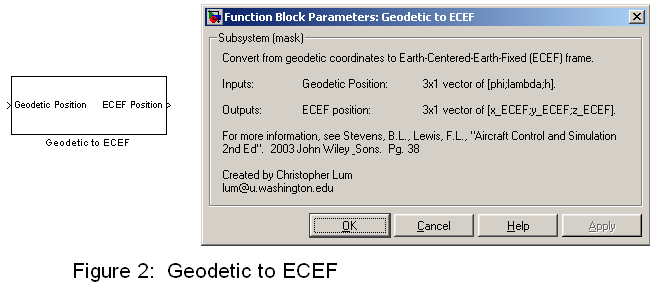 Geodetic Position ECEF Position
Geodetic to ECEF
Function Block Parameters: Geodetic to ECEF
Subsystem (mask)
Convert from geodetic coordinates to Earth-Centered-Earth-Fixed (ECEF) frame.
Inputs: Geodetic Position: 3x1 vector of [phi;lambda;h].
Outputs: ECEF position: 3x1 vector of [x_ECEF;y_ECEF;z_ECEF].
For more information, see Stevens, B.L., Lewis, F.L., "Aircraft Control and Simulation
2nd Ed". 2003 John Wiley_Sons. Pg. 38
Created by Christopher Lum
lum@u.washington.edu
OK Cancel Help Apply
Figure 2: Geodetic to ECEF